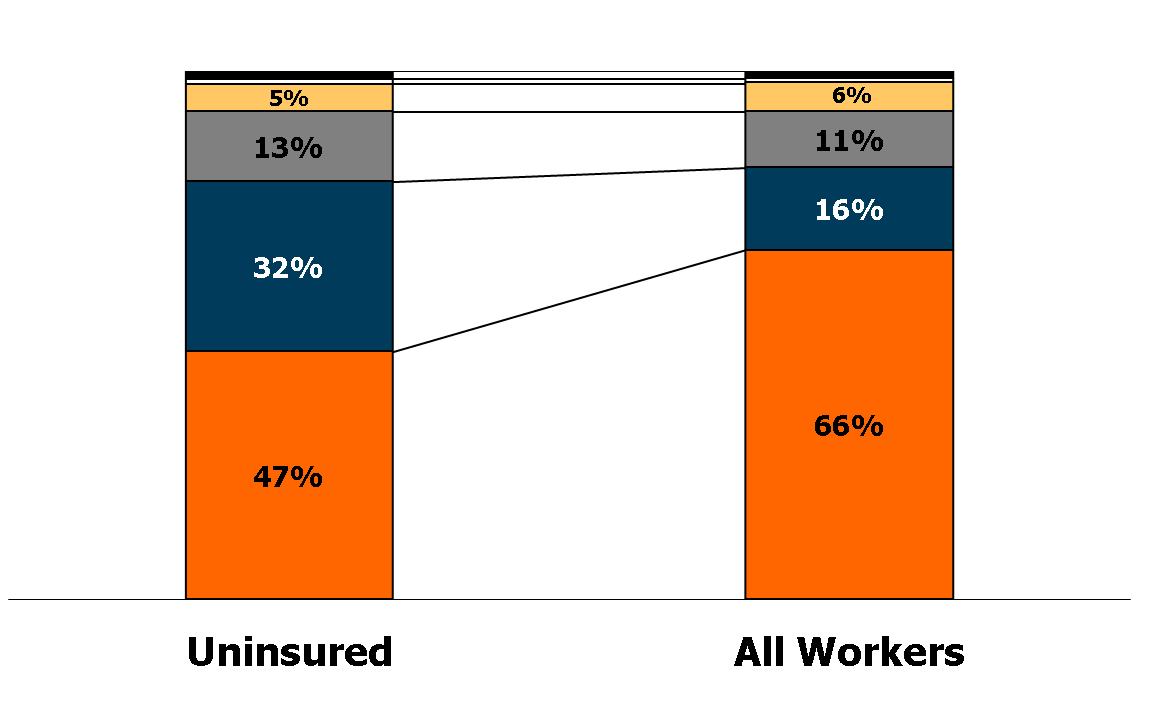 5% 6%
13% 11%
32% 16%
47% 66%
Uninsured All Workers